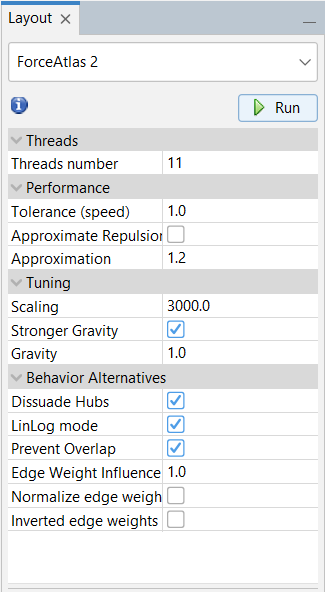 Layout
ForceAtlas 2
Run
Threads
Threads number 11
Performance
Tolerance (speed) 1.0
Approximate Repulsion
Approximation 1.2
Tuning
Scaling 3000.0
Stronger Gravity
Gravity 1.0
Behavior Alternatives
Dissuade Hubs
LinLog mode
Prevent Overlap
Edge Weight Influence 1.0
Normalize edge weigh
Inverted edge weights